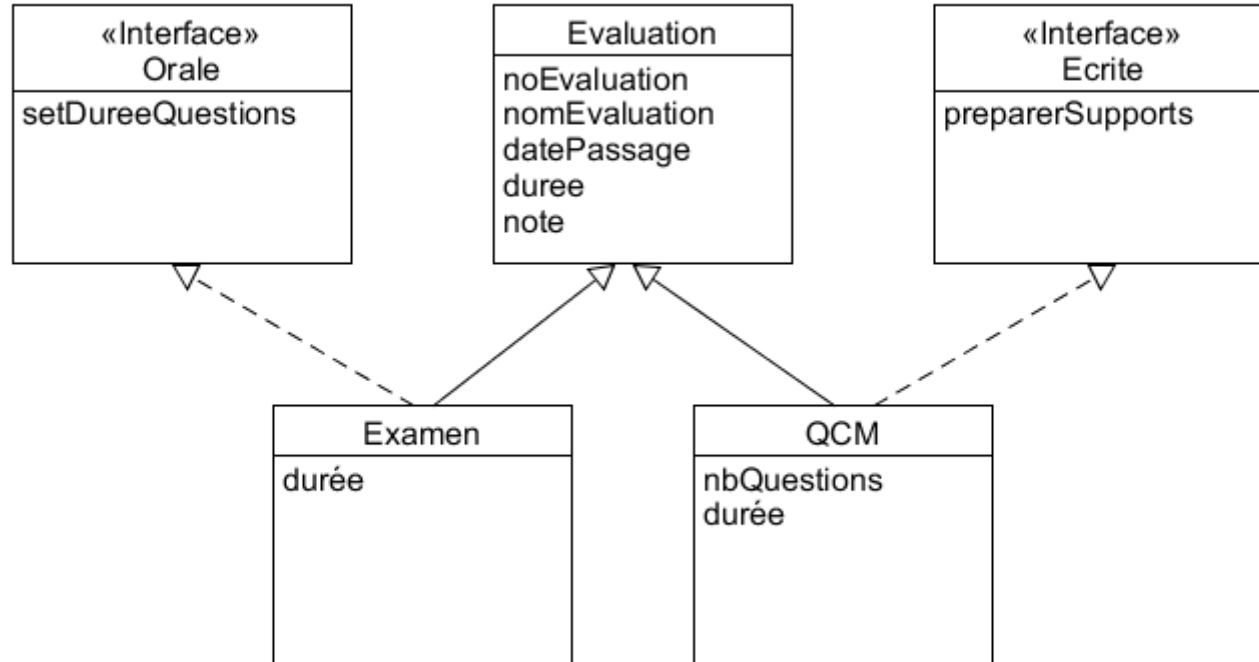 «Interface»
Orale
setDureeQuestions
Evaluation
noEvaluation
nomEvaluation
datePassage
duree
note
«Interface»
Ecrite
preparerSupports
Examen
durée
QCM
nbQuestions
durée